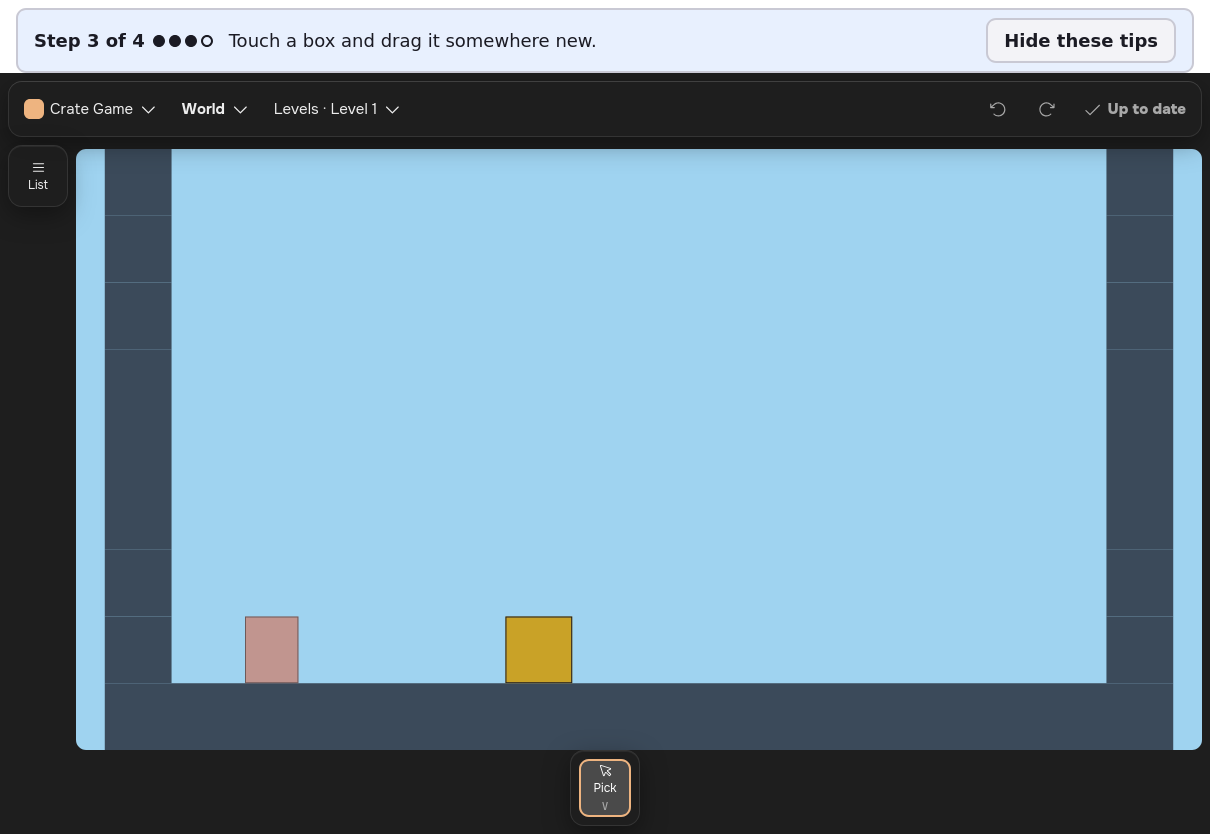 Step 3 of 4 Touch a box and drag it somewhere new. Hide these tips
Crate Game World Levels · Level 1 Up to date
List
Pick
V